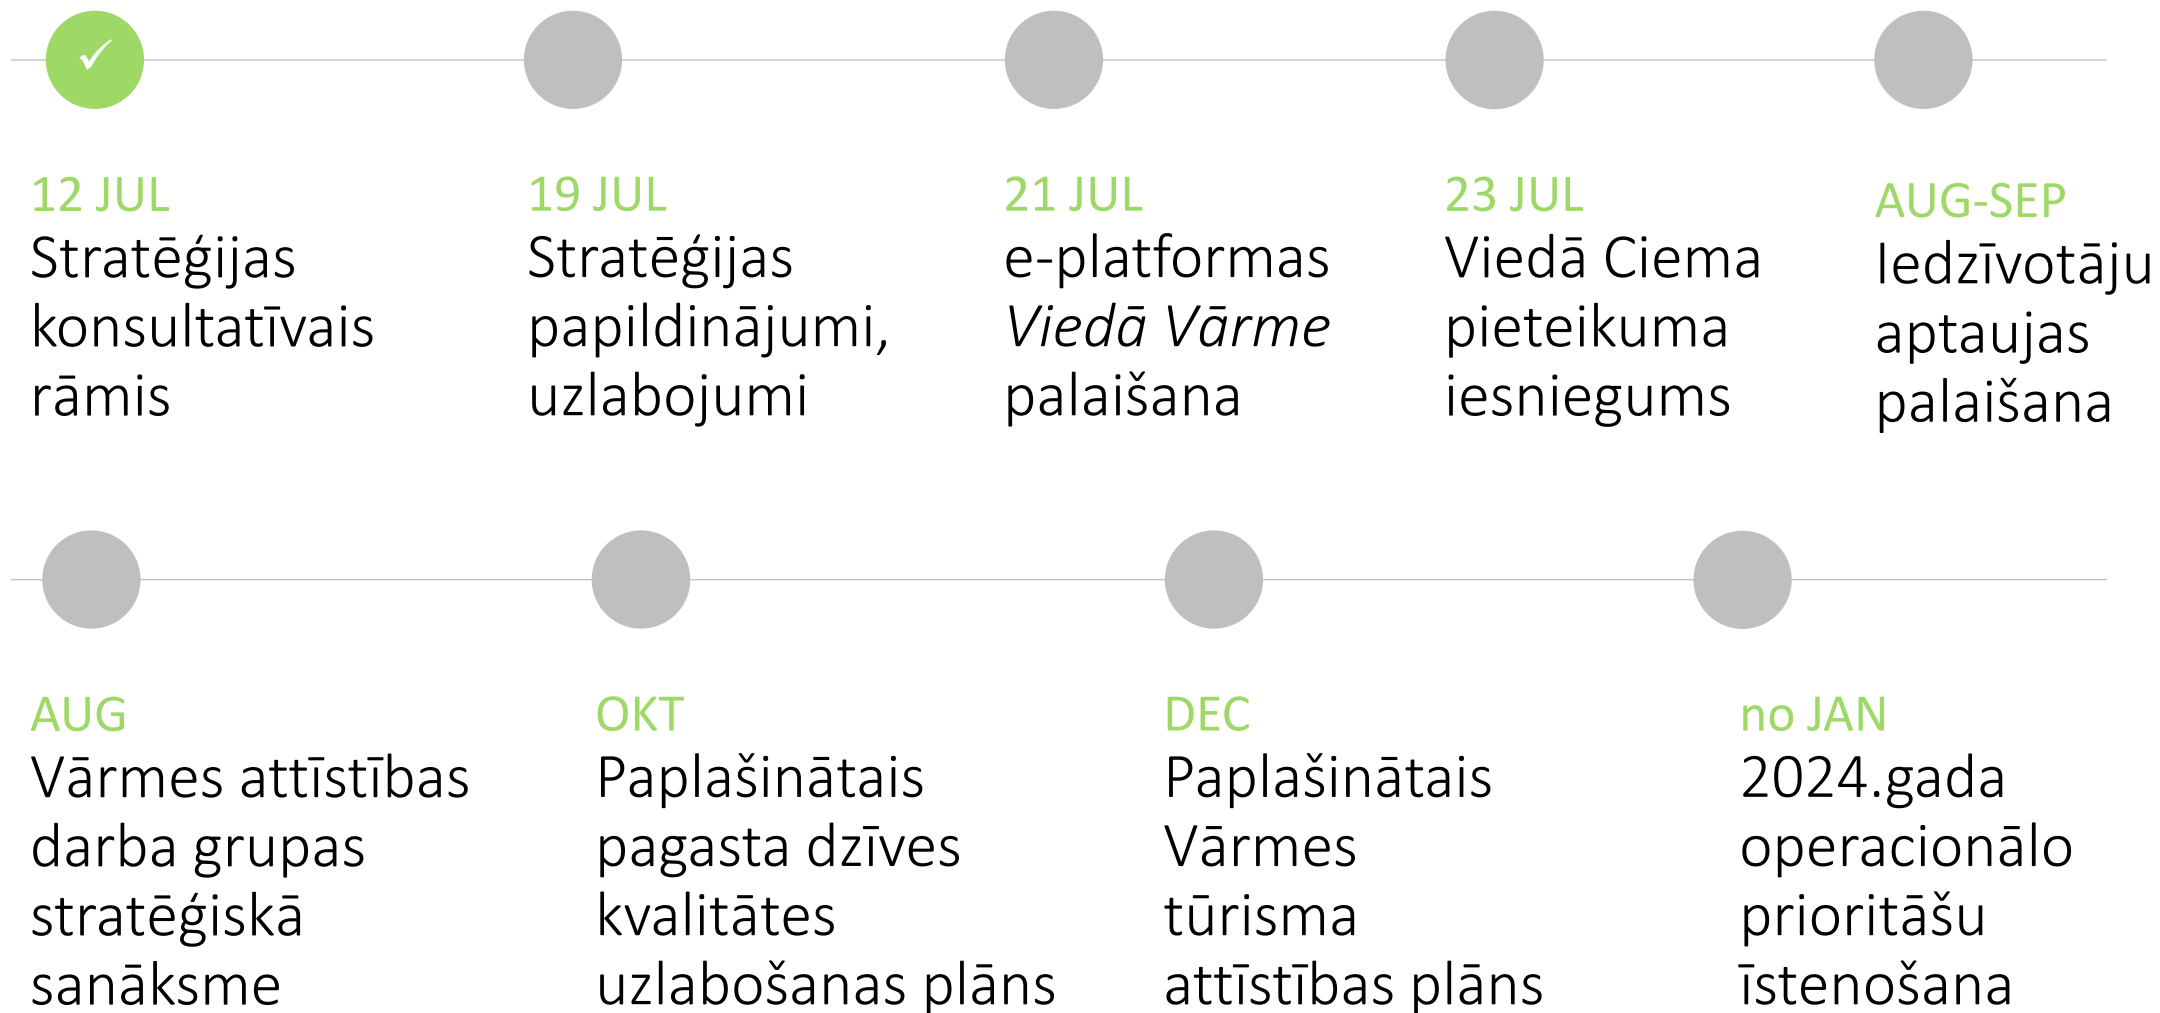 12 JUL
Stratēģijas
konsultatīvais
rāmis
19 JUL
Stratēģijas
papildinājumi,
uzlabojumi
21 JUL
e-platformas
Viedā Vārme
palaišana
23 JUL
Viedā Ciema
pieteikuma
iesniegums
AUG-SEP
Iedzīvotāju
aptaujas
palaišana
AUG
Vārmes attīstības
darba grupas
stratēģiskā
sanāksme
OKT
Paplašinātais
pagasta dzīves
kvalitātes
uzlabošanas plāns
DEC
Paplašinātais
Vārmes
tūrisma
attīstības plāns
no JAN
2024.gada
operacionālo
prioritāšu
īstenošana